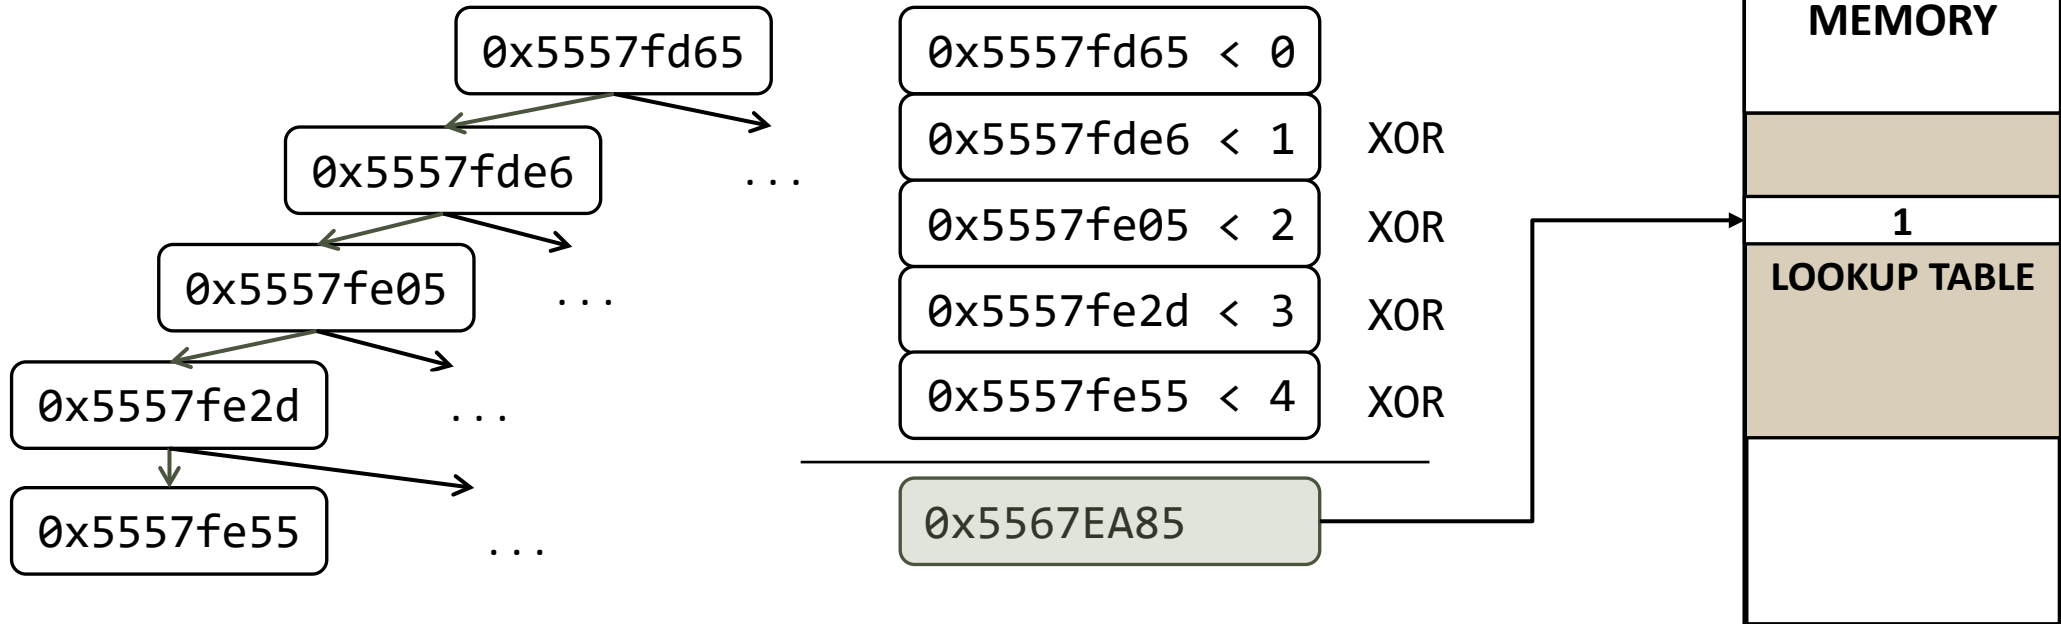 0x5557fd65
0x5557fde6
...
0x5557fe05
...
0x5557fe2d
...
0x5557fe55
...
0x5557fd65 < 0
0x5557fde6 < 1 XOR
0x5557fe05 < 2 XOR
0x5557fe2d < 3 XOR
0x5557fe55 < 4 XOR
0x5567EA85
MEMORY
1
LOOKUP TABLE